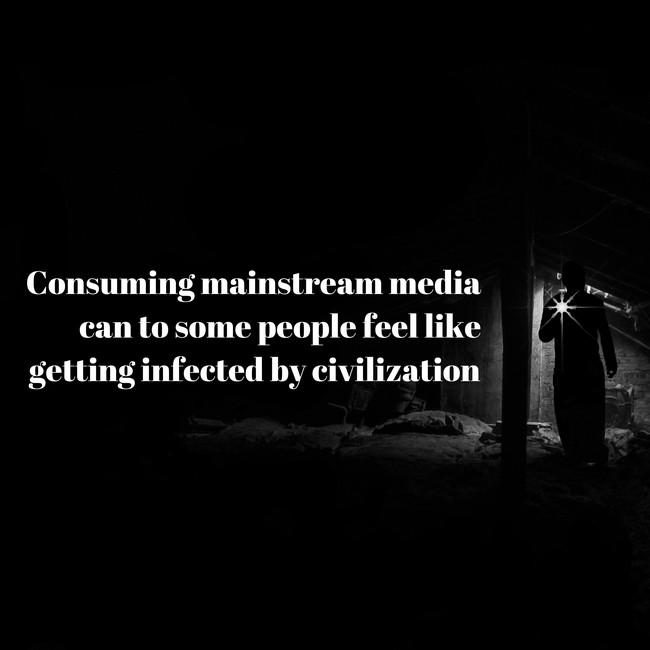 Consuming mainstream media
can to some people feel like
getting infected by civilization